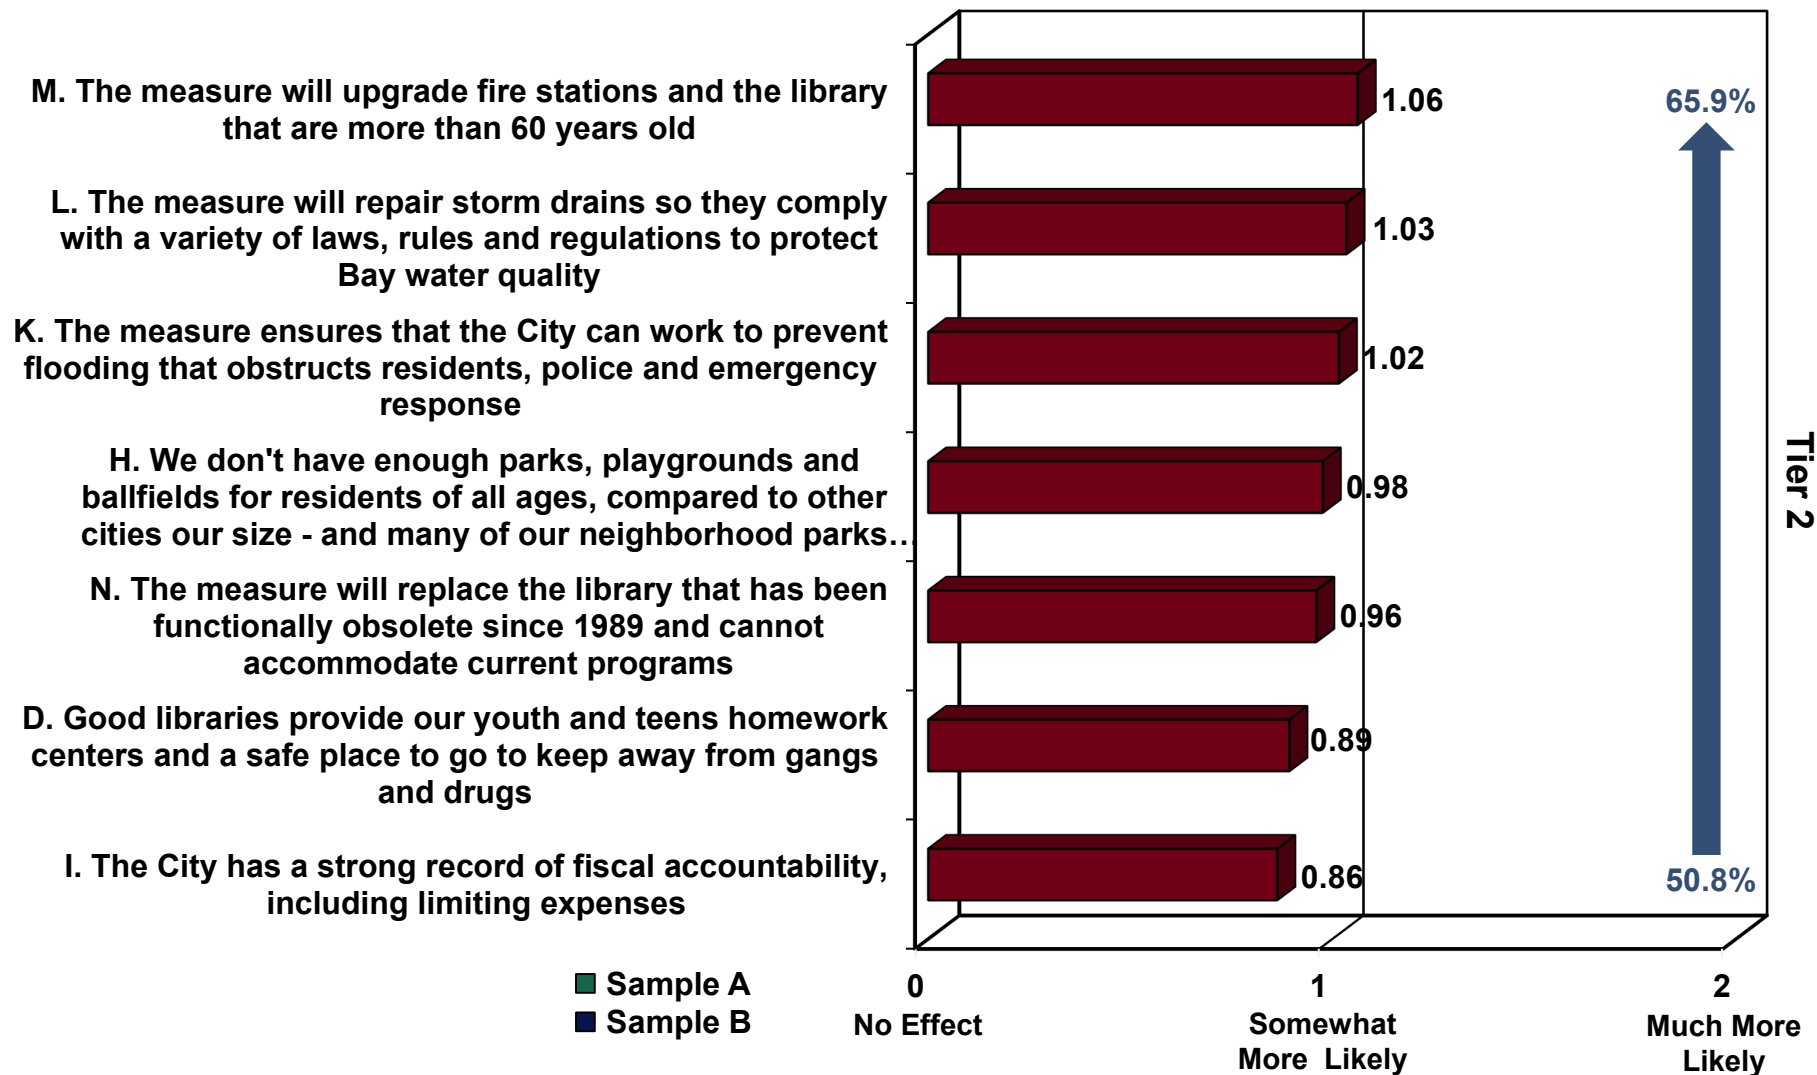 M. The measure will upgrade fire stations and the library
that are more than 60 years old
1.06
65.9%
L. The measure will repair storm drains so they comply
with a variety of laws, rules and regulations to protect
Bay water quality
1.03
K. The measure ensures that the City can work to prevent
flooding that obstructs residents, police and emergency
response
1.02
H. We don't have enough parks, playgrounds and
ballfields for residents of all ages, compared to other
cities our size - and many of our neighborhood parks…
0.98
Tier 2
N. The measure will replace the library that has been
functionally obsolete since 1989 and cannot
accommodate current programs
0.96
D. Good libraries provide our youth and teens homework
centers and a safe place to go to keep away from gangs
and drugs
0.89
I. The City has a strong record of fiscal accountability,
including limiting expenses
0.86
50.8%
Sample A
Sample B
0
1
2
No Effect
Somewhat
More Likely
Much More
Likely